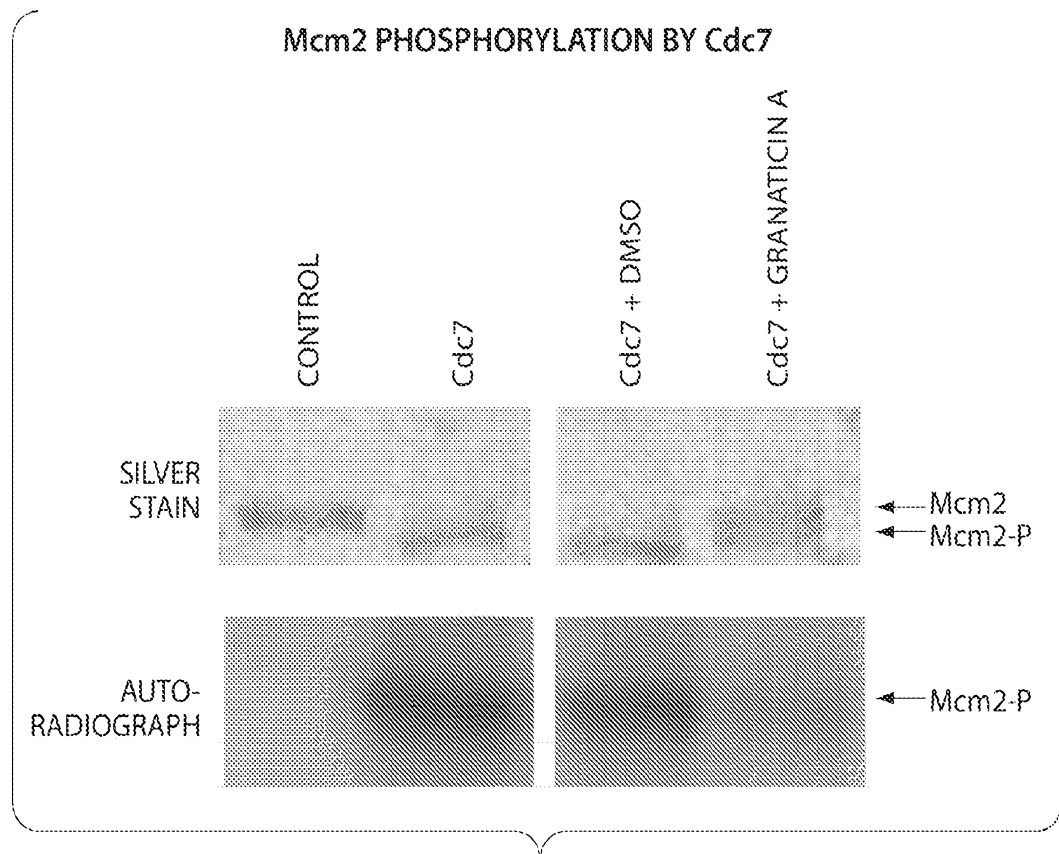 Mcm2 PHOSPHORYLATION BY Cdc7
CONTROL
Cdc7
Cdc7 + DMSO
Cdc7 + GRANATICIN A
SILVER
STAIN
Mcm2
Mcm2-P
AUTO-
RADIOGRAPH
Mcm2-P